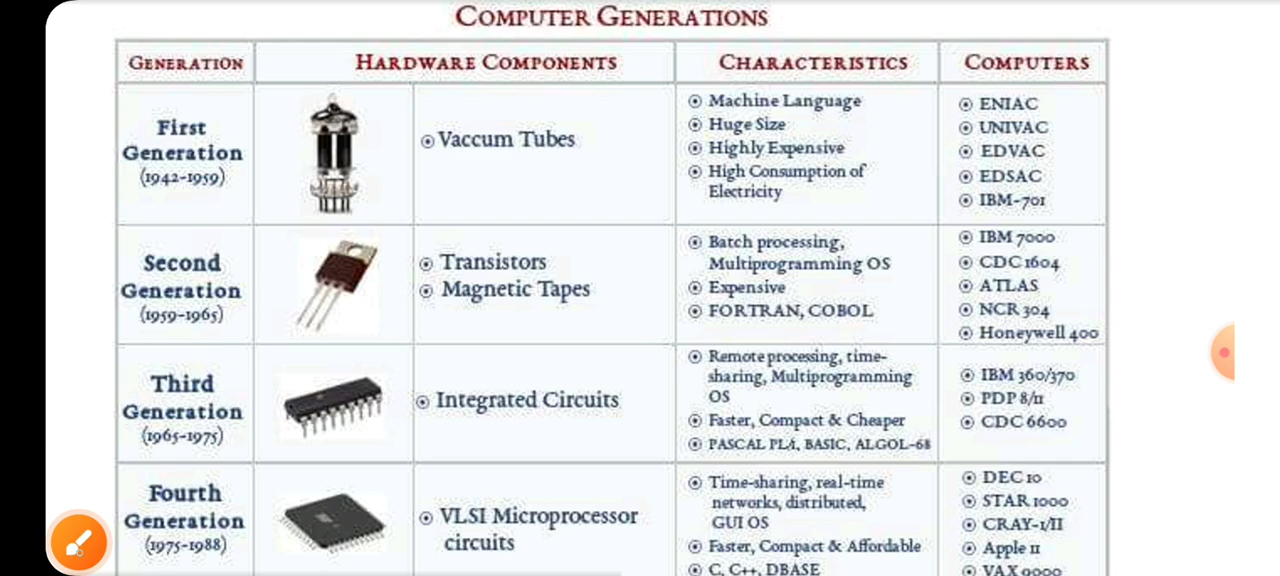 COMPUTER GENERATIONS
GENERATION
HARDWARE COMPONENTS
CHARACTERISTICS
COMPUTERS
First
Generation
(1942-1959)
Vaccum Tubes
Machine Language
Huge Size
Highly Expensive
High Consumption of
Electricity
ENIAC
UNIVAC
EDVAC
EDSAC
IBM-701
Second
Generation
(1959-1965)
Transistors
Magnetic Tapes
Batch processing,
Multiprogramming OS
Expensive
FORTRAN, COBOL
IBM 7000
CDC 1604
ATLAS
NCR 304
Honeywell 400
Third
Generation
(1965-1975)
Integrated Circuits
Remote processing, time-
sharing, Multiprogramming
OS
Faster, Compact & Cheaper
PASCAL PL/1, BASIC, ALGOL-68
IBM 360/370
PDP 8/11
CDC 6600
Fourth
Generation
(1975-1988)
VLSI Microprocessor
circuits
Time-sharing, real-time
networks, distributed,
GUI OS
Faster, Compact & Affordable
C, C++, DBASE
DEC 10
STAR 1000
CRAY-1/II
Apple II
VAX 9000